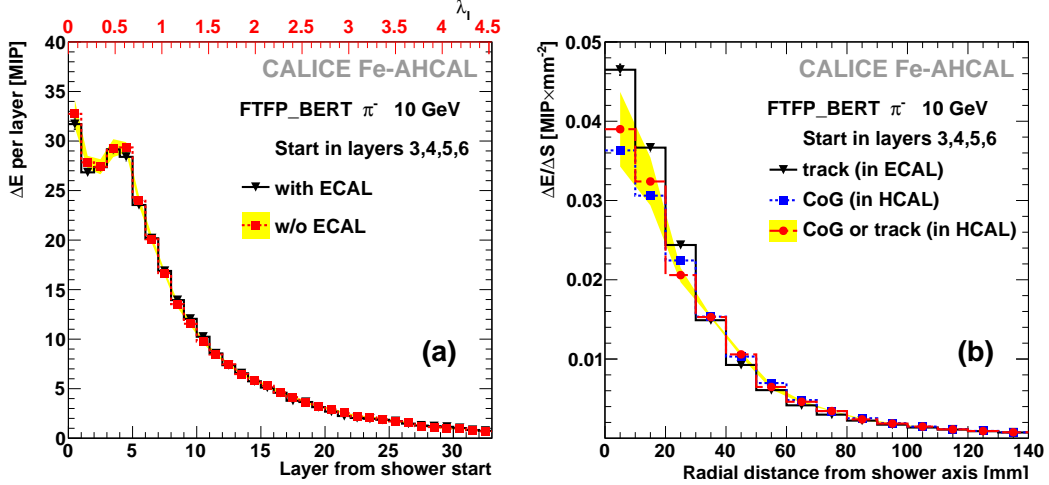 λI
0 0.5 1 1.5 2 2.5 3 3.5 4 4.5
ΔE per layer [MIP]
40
35
30
25
20
15
10
5
0
CALICE Fe-AHCAL
FTFP_BERT π- 10 GeV
Start in layers 3,4,5,6
with ECAL
w/o ECAL
(a)
0 5 10 15 20 25 30
Layer from shower start
ΔE/ΔS [MIP×mm-2]
0.05
0.04
0.03
0.02
0.01
CALICE Fe-AHCAL
FTFP_BERT π- 10 GeV
Start in layers 3,4,5,6
track (in ECAL)
CoG (in HCAL)
CoG or track (in HCAL)
(b)
0 20 40 60 80 100 120 140
Radial distance from shower axis [mm]